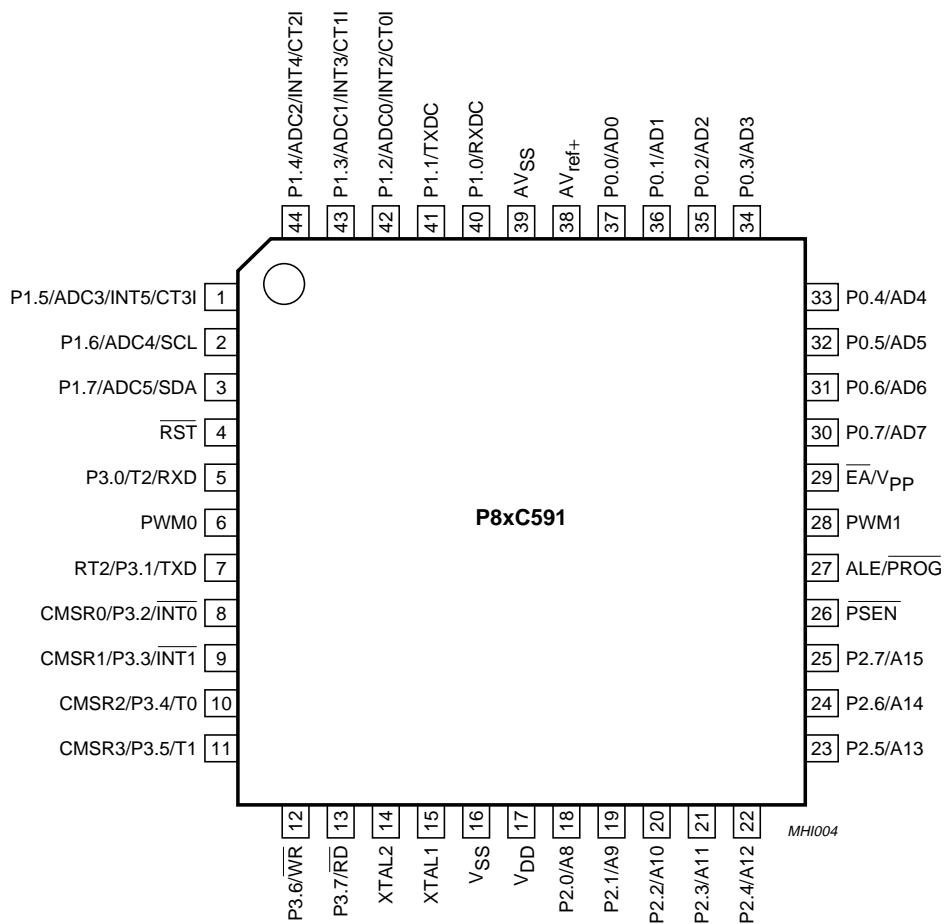 P1.4/ADC2/INT4/CT2I
P1.3/ADC1/INT3/CT1I
P1.2/ADC0/INT2/CT0I
P1.1/TXDC
P1.0/RXDC
AVSS
AVref+
P0.0/AD0
P0.1/AD1
P0.2/AD2
P0.3/AD3
44 43 42 41 40 39 38 37 36 35 34
P1.5/ADC3/INT5/CT3I 1
P1.6/ADC4/SCL 2
P1.7/ADC5/SDA 3
R̅S̅T̅ 4
P3.0/T2/RXD 5
PWM0 6
RT2/P3.1/TXD 7
CMSR0/P3.2/I̅N̅T̅0̅ 8
CMSR1/P3.3/I̅N̅T̅1̅ 9
CMSR2/P3.4/T0 10
CMSR3/P3.5/T1 11
P8xC591
33 P0.4/AD4
32 P0.5/AD5
31 P0.6/AD6
30 P0.7/AD7
29 E̅A̅/VPP
28 PWM1
27 ALE/P̅R̅O̅G̅
26 P̅S̅E̅N̅
25 P2.7/A15
24 P2.6/A14
23 P2.5/A13
12 13 14 15 16 17 18 19 20 21 22
P3.6/W̅R̅
P3.7/R̅D̅
XTAL2
XTAL1
VSS
VDD
P2.0/A8
P2.1/A9
P2.2/A10
P2.3/A11
P2.4/A12
MHI004